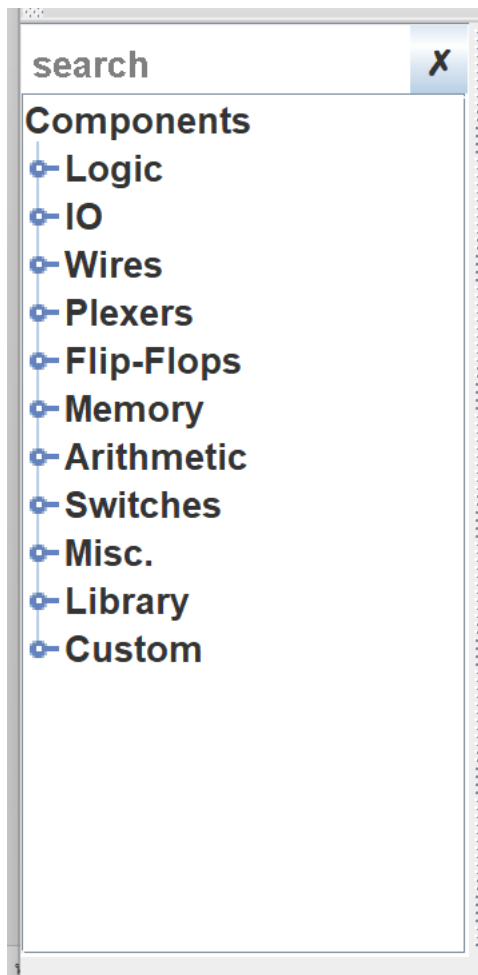 search ✗
Components
Logic
IO
Wires
Plexers
Flip-Flops
Memory
Arithmetic
Switches
Misc.
Library
Custom